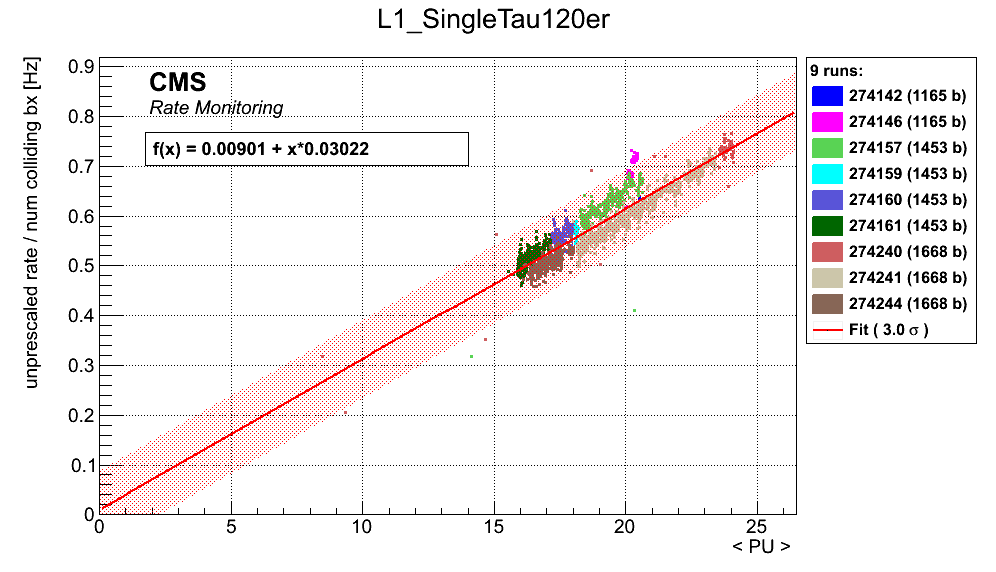 L1_SingleTau120er
unprescaled rate / num colliding bx [Hz]
0.9
0.8
0.7
0.6
0.5
0.4
0.3
0.2
0.1
0
CMS
Rate Monitoring
f(x) = 0.00901 + x*0.03022
0 5 10 15 20 25
< PU >
9 runs:
274142 (1165 b)
274146 (1165 b)
274157 (1453 b)
274159 (1453 b)
274160 (1453 b)
274161 (1453 b)
274240 (1668 b)
274241 (1668 b)
274244 (1668 b)
Fit ( 3.0 σ )